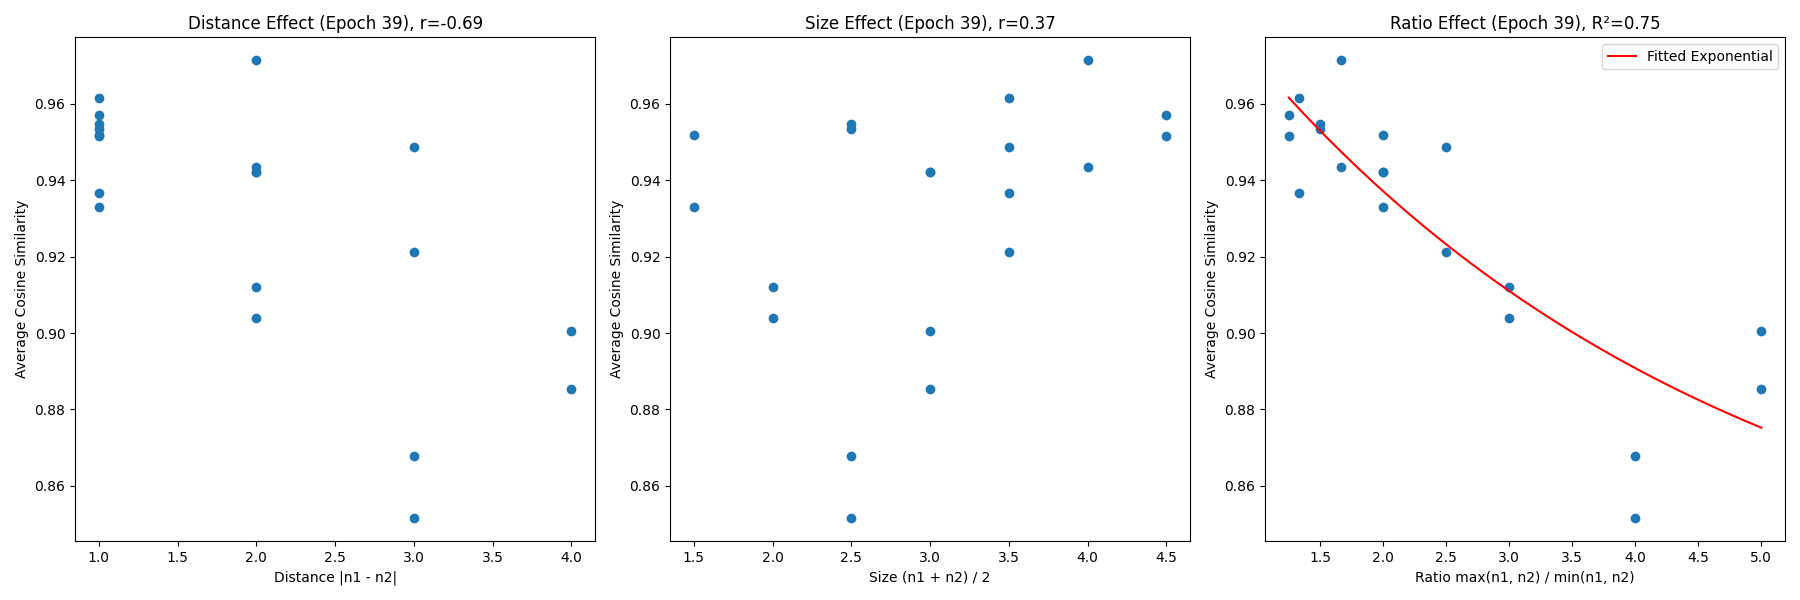 Distance Effect (Epoch 39), r=-0.69
Average Cosine Similarity
0.96
0.94
0.92
0.90
0.88
0.86
1.0 1.5 2.0 2.5 3.0 3.5 4.0
Distance |n1 - n2|
Size Effect (Epoch 39), r=0.37
Average Cosine Similarity
0.96
0.94
0.92
0.90
0.88
0.86
1.5 2.0 2.5 3.0 3.5 4.0 4.5
Size (n1 + n2) / 2
Ratio Effect (Epoch 39), R²=0.75
Fitted Exponential
Average Cosine Similarity
0.96
0.94
0.92
0.90
0.88
0.86
1.5 2.0 2.5 3.0 3.5 4.0 4.5 5.0
Ratio max(n1, n2) / min(n1, n2)